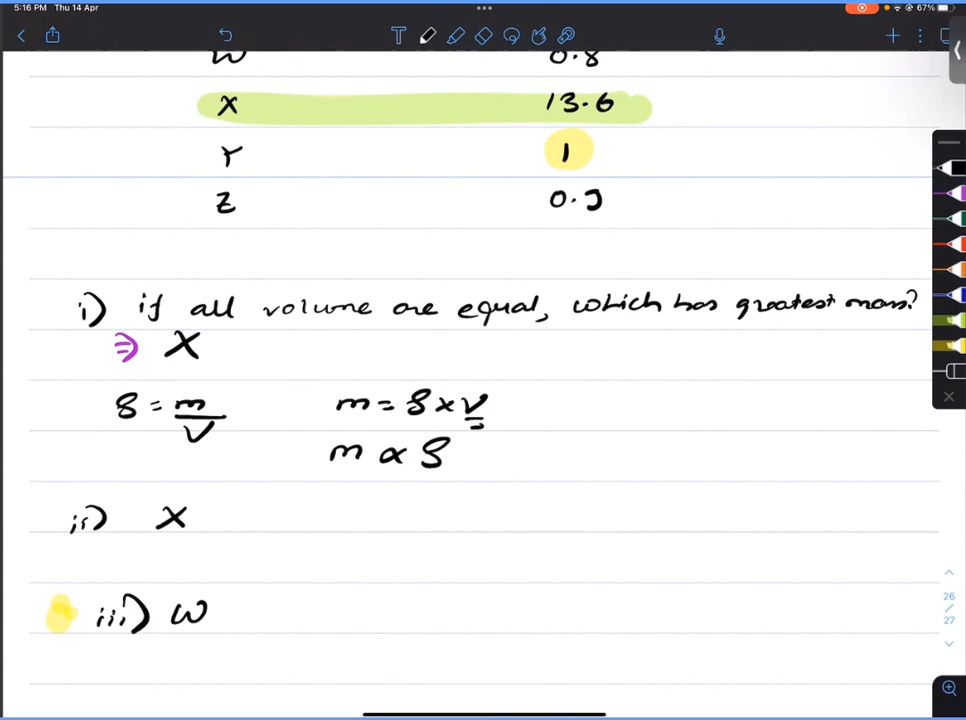 5:16 PM Thu 14 Apr
67%
W 0.8
X 13.6
Y 1
Z 0.9
i) if all volume are equal, which has greatest mass?
⇒ X
ρ = m/V m = ρ × V
m ∝ ρ
ii) X
iii) W
26
/
27